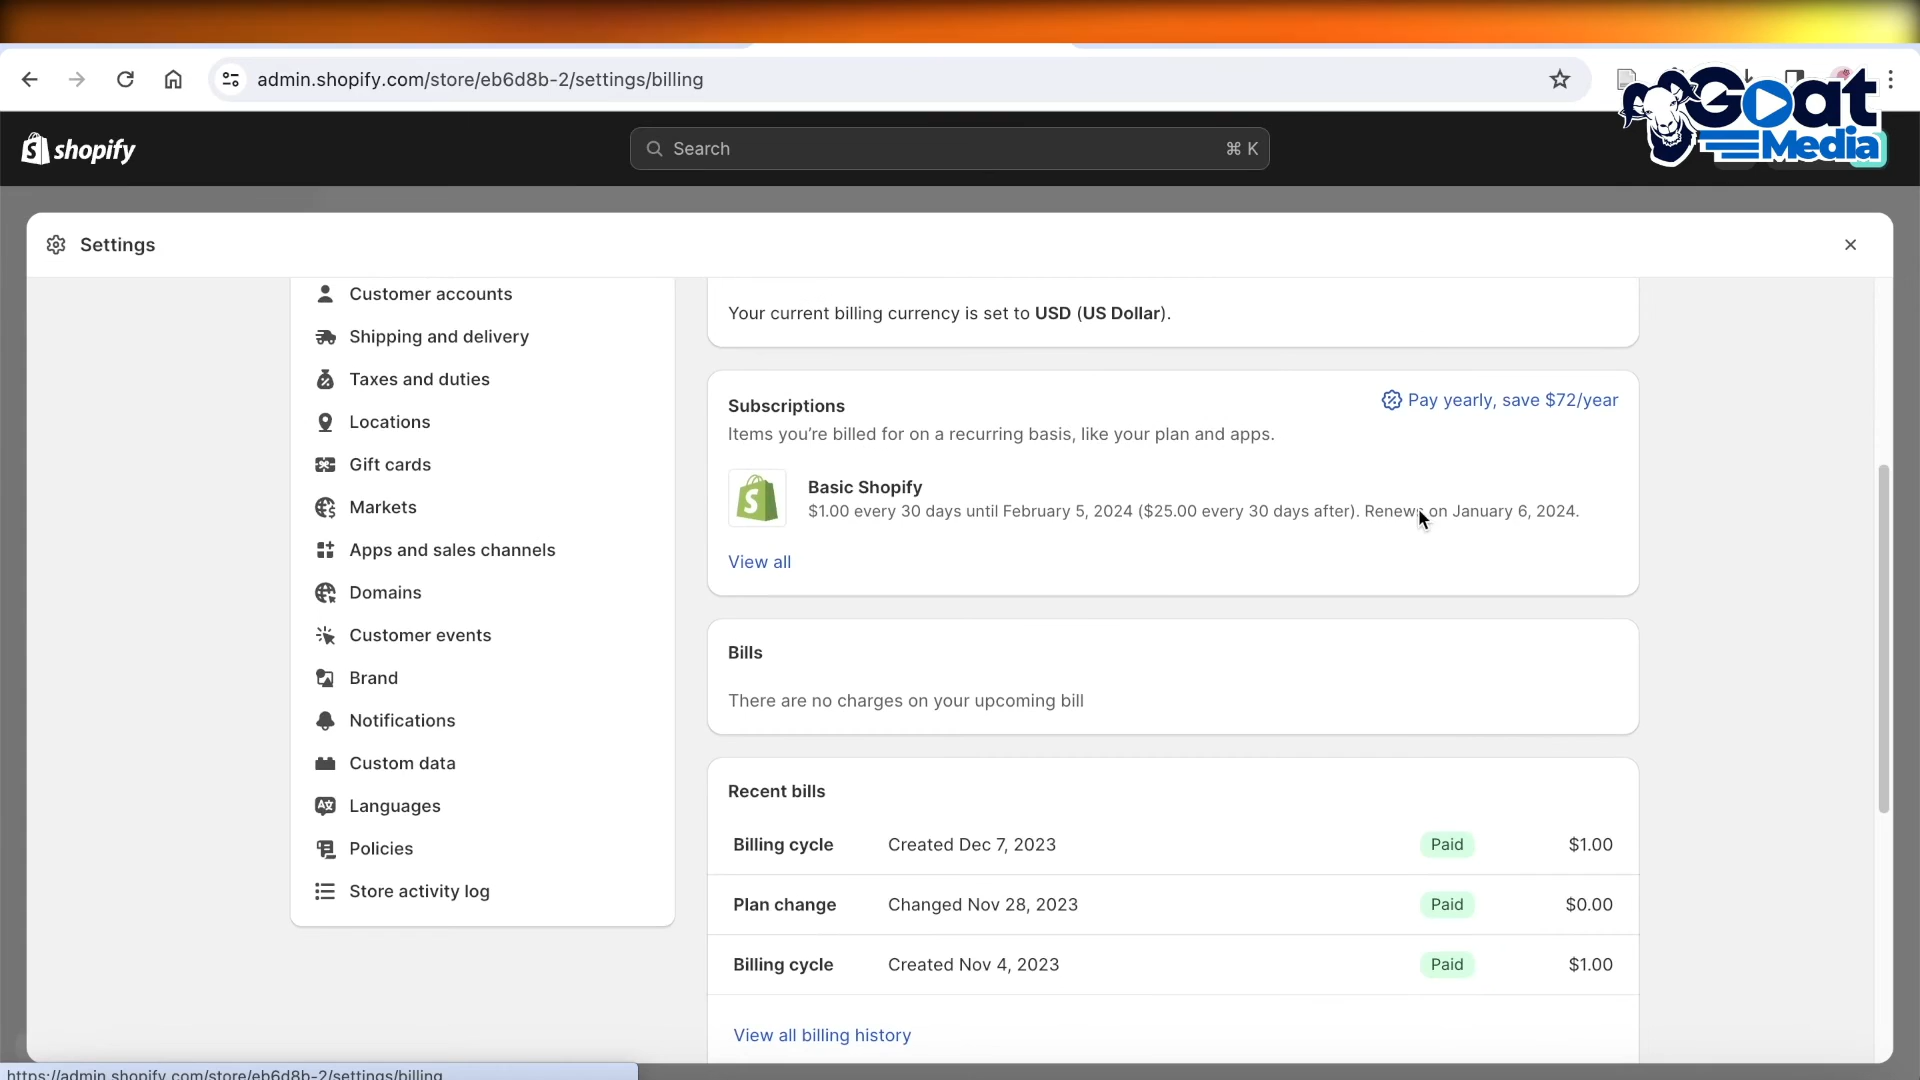 admin.shopify.com/store/eb6d8b-2/settings/billing
Goat
Media
shopify
Search
⌘ K
Settings
Customer accounts
Shipping and delivery
Taxes and duties
Locations
Gift cards
Markets
Apps and sales channels
Domains
Customer events
Brand
Notifications
Custom data
Languages
Policies
Store activity log
Your current billing currency is set to USD (US Dollar).
Subscriptions
Pay yearly, save $72/year
Items you’re billed for on a recurring basis, like your plan and apps.
Basic Shopify
$1.00 every 30 days until February 5, 2024 ($25.00 every 30 days after). Renews on January 6, 2024.
View all
Bills
There are no charges on your upcoming bill
Recent bills
Billing cycle Created Dec 7, 2023 Paid $1.00
Plan change Changed Nov 28, 2023 Paid $0.00
Billing cycle Created Nov 4, 2023 Paid $1.00
View all billing history
https://admin.shopify.com/store/eb6d8b-2/settings/billing